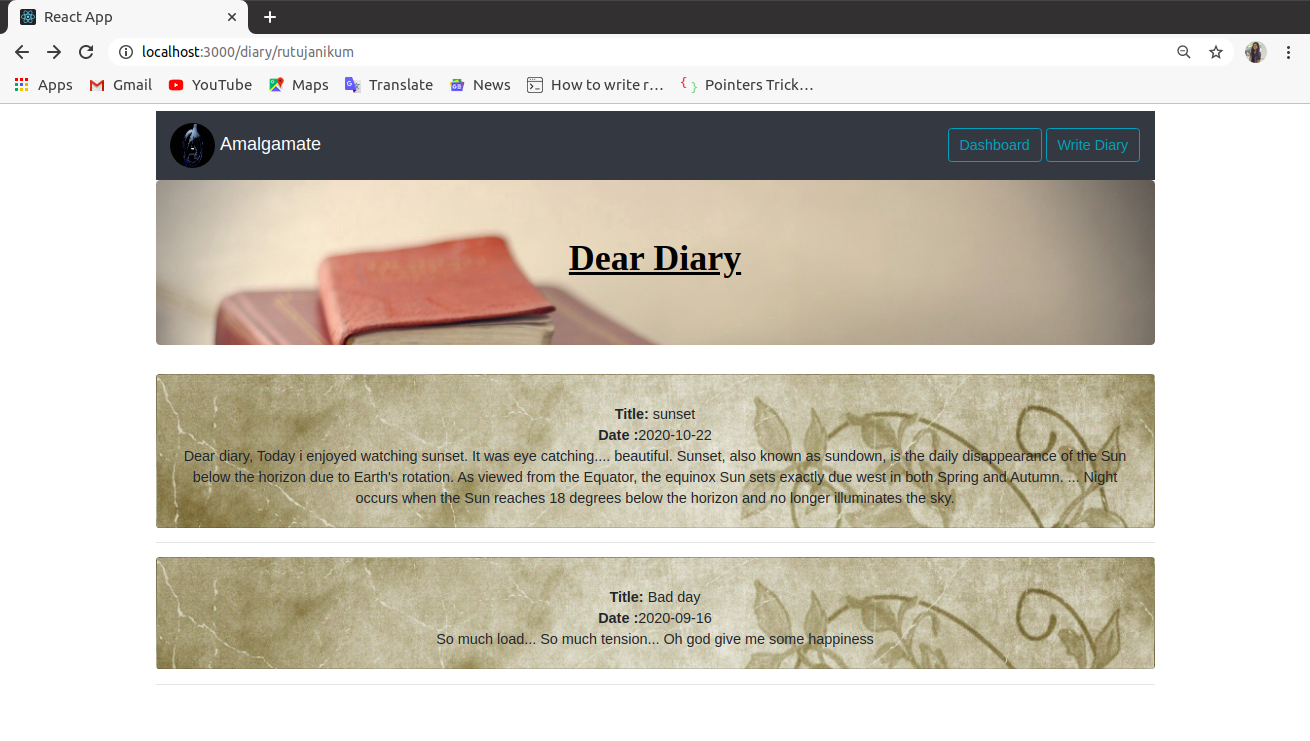 React App
localhost:3000/diary/rutujanikum
Apps Gmail YouTube Maps Translate News How to write r… Pointers Trick…
Amalgamate Dashboard Write Diary
Dear Diary
Title: sunset
Date :2020-10-22
Dear diary, Today i enjoyed watching sunset. It was eye catching.... beautiful. Sunset, also known as sundown, is the daily disappearance of the Sun
below the horizon due to Earth's rotation. As viewed from the Equator, the equinox Sun sets exactly due west in both Spring and Autumn. ... Night
occurs when the Sun reaches 18 degrees below the horizon and no longer illuminates the sky.
Title: Bad day
Date :2020-09-16
So much load... So much tension... Oh god give me some happiness